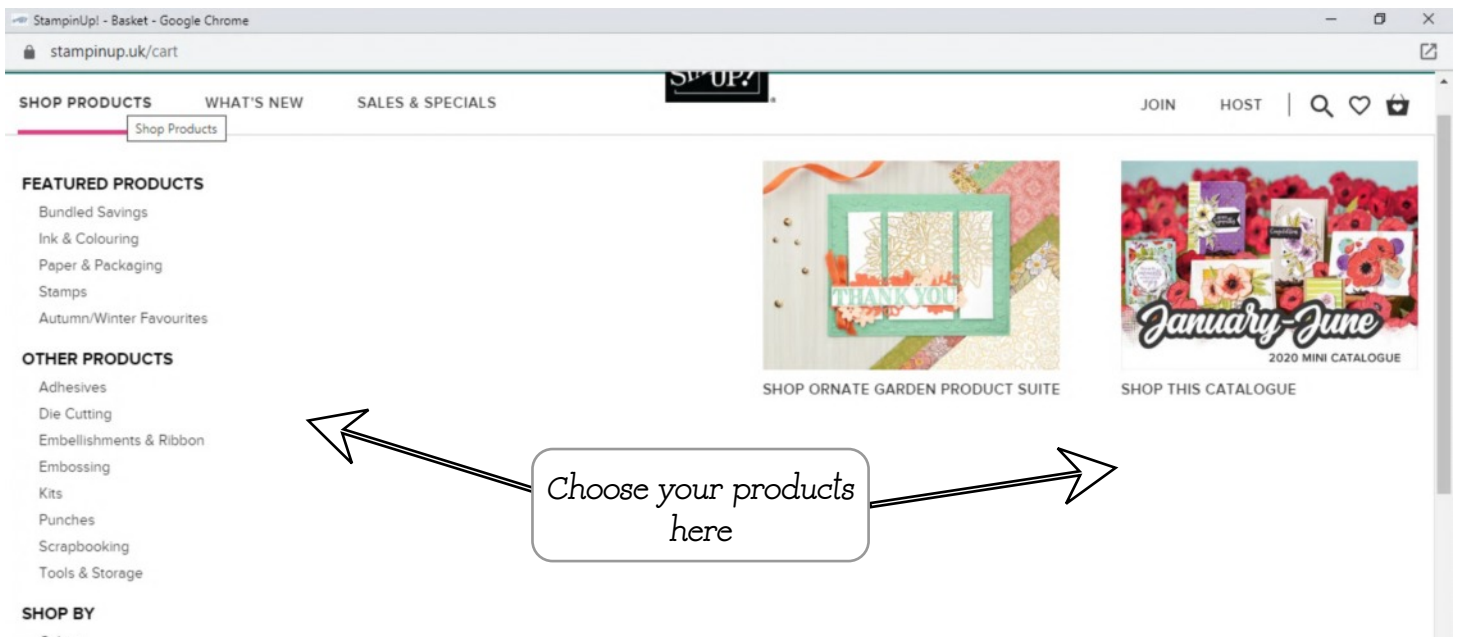 StampinUp! - Basket - Google Chrome
stampinup.uk/cart
UP!
SHOP PRODUCTS WHAT'S NEW SALES & SPECIALS JOIN HOST
Shop Products
FEATURED PRODUCTS
Bundled Savings
Ink & Colouring
Paper & Packaging
Stamps
Autumn/Winter Favourites
OTHER PRODUCTS
Adhesives
Die Cutting
Embellishments & Ribbon
Embossing
Kits
Punches
Scrapbooking
Tools & Storage
SHOP BY
THANK YOU
SHOP ORNATE GARDEN PRODUCT SUITE
January-June
2020 MINI CATALOGUE
SHOP THIS CATALOGUE
Choose your products
here